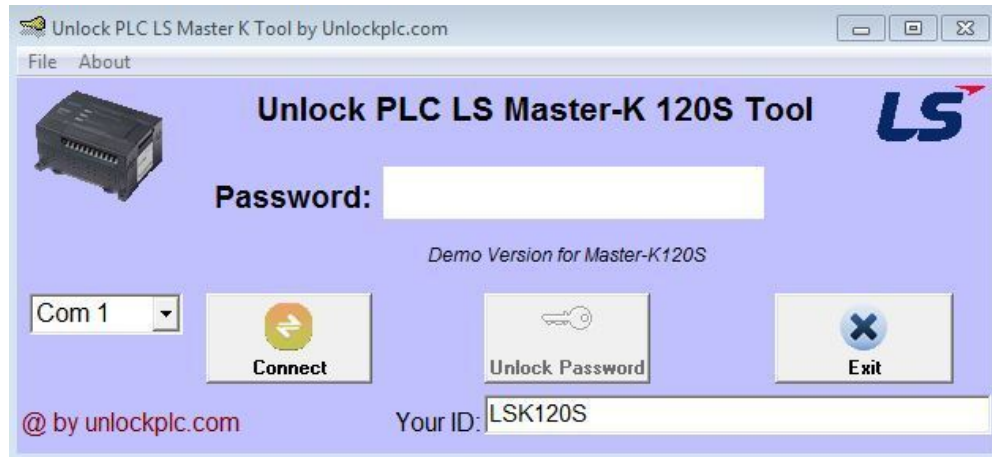 Unlock PLC LS Master K Tool by Unlockplc.com
File About
Unlock PLC LS Master-K 120S Tool
LS
Password:
Demo Version for Master-K120S
Com 1
Connect
Unlock Password
Exit
@ by unlockplc.com
Your ID: LSK120S